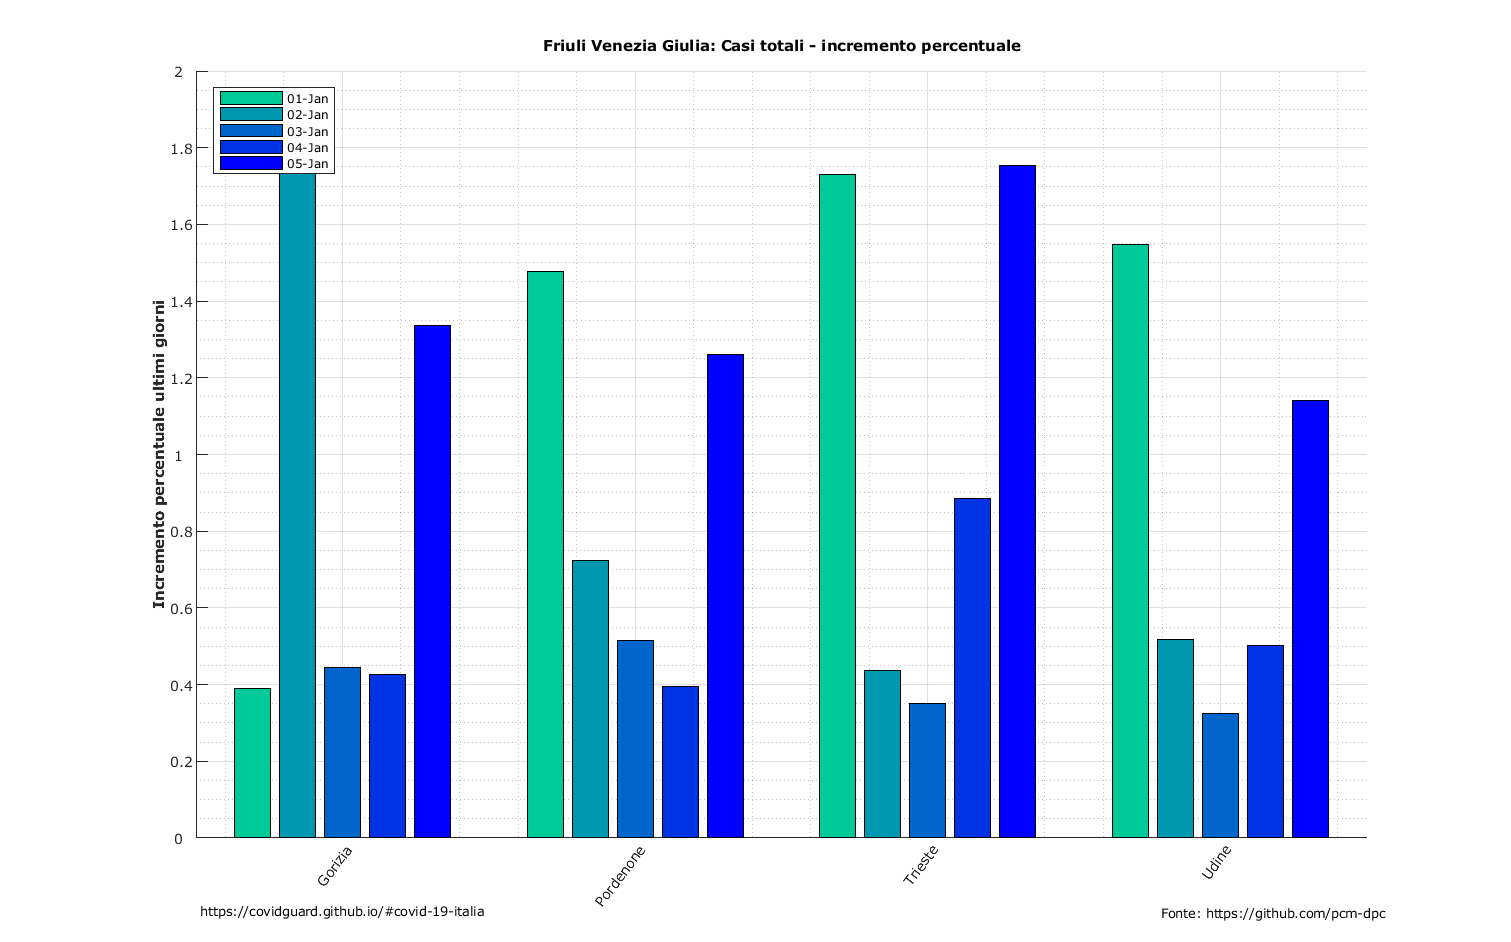 Friuli Venezia Giulia: Casi totali - incremento percentuale
2
1.8
1.6
1.4
1.2
1
0.8
0.6
0.4
0.2
0
Incremento percentuale ultimi giorni
01-Jan
02-Jan
03-Jan
04-Jan
05-Jan
Gorizia
Pordenone
Trieste
Udine
https://covidguard.github.io/#covid-19-italia
Fonte: https://github.com/pcm-dpc